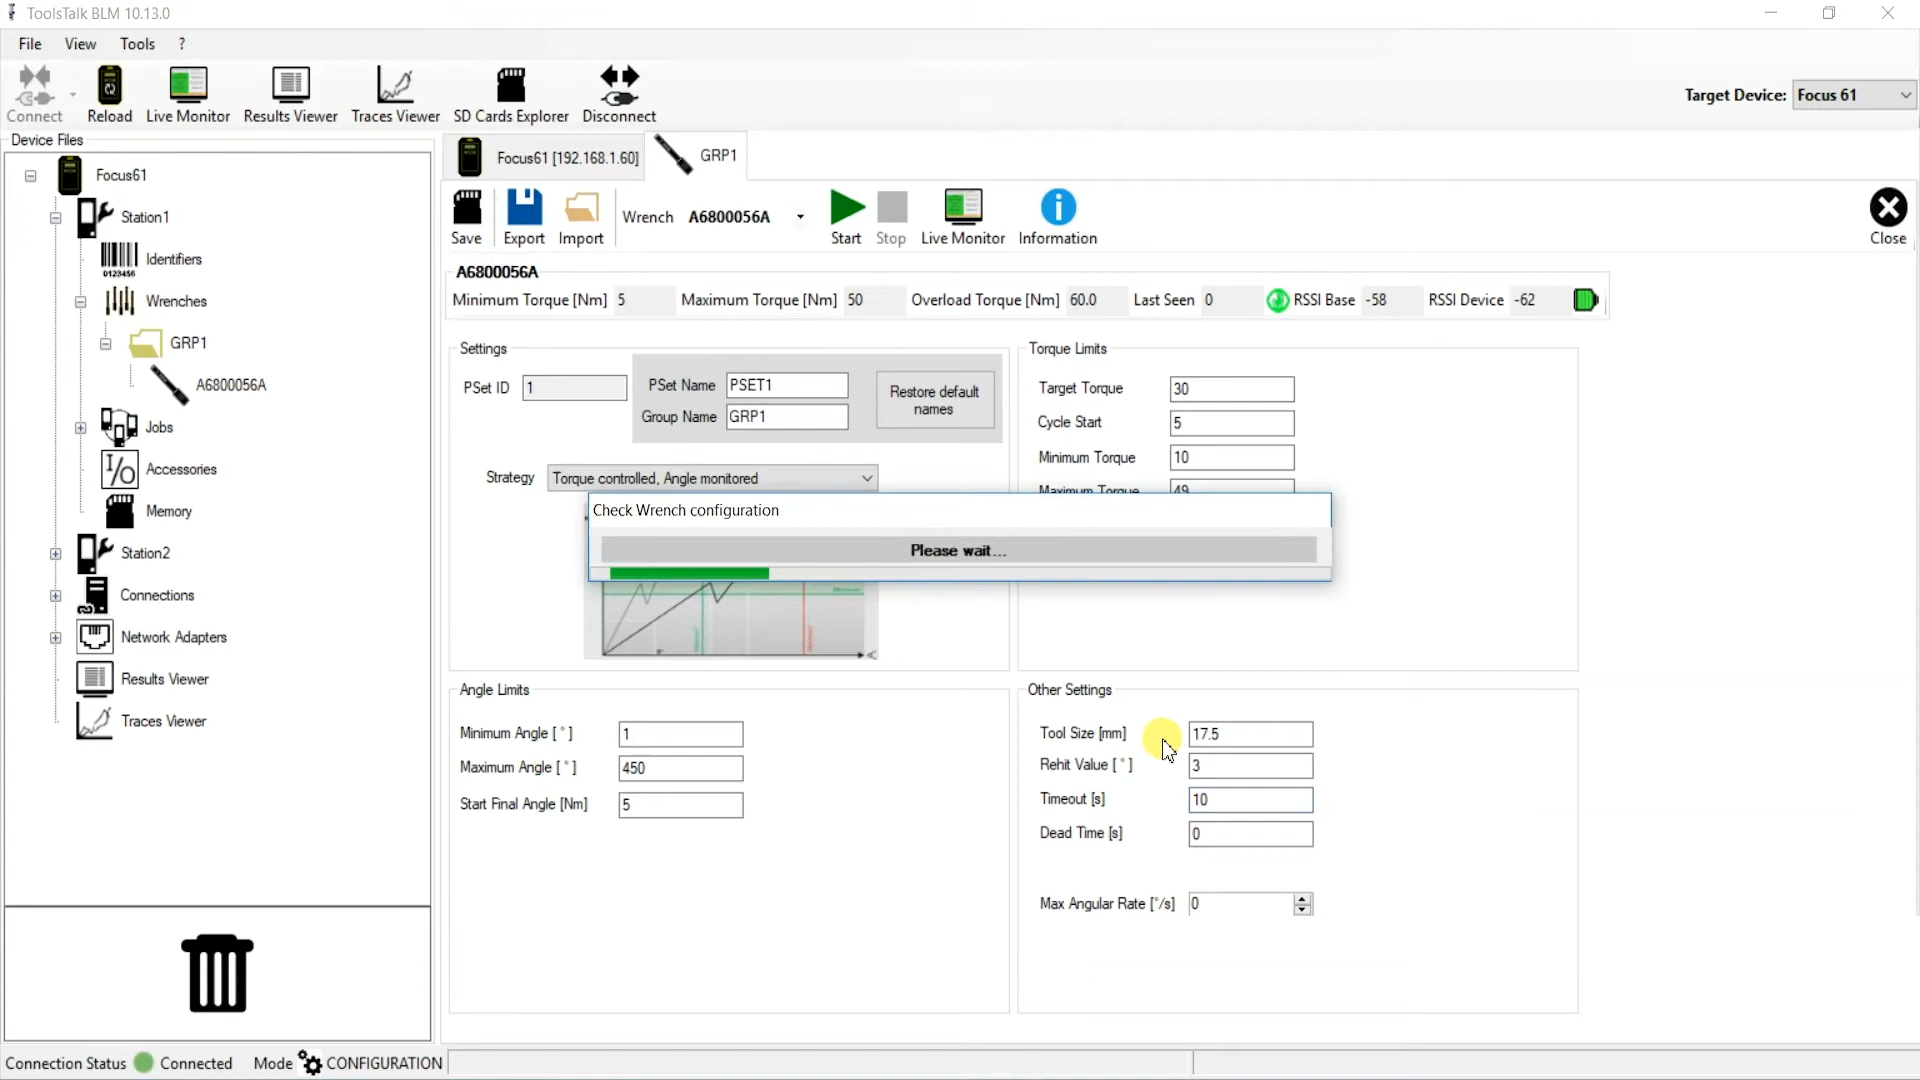 ToolsTalk BLM 10.13.0
File View Tools ?
Connect Reload Live Monitor Results Viewer Traces Viewer SD Cards Explorer Disconnect
Target Device: Focus 61
Device Files
Focus61
Station1
0123456
Identifiers
Wrenches
GRP1
A6800056A
Jobs
I/O Accessories
Memory
Station2
Connections
Network Adapters
Results Viewer
Traces Viewer
Focus61 [192.168.1.60] GRP1
Save Export Import Wrench A6800056A Start Stop Live Monitor Information Close
A6800056A
Minimum Torque [Nm] 5 Maximum Torque [Nm] 50 Overload Torque [Nm] 60.0 Last Seen 0 RSSI Base -58 RSSI Device -62
Settings
PSet ID 1
PSet Name PSET1
Group Name GRP1
Restore default names
Strategy Torque controlled, Angle monitored
Torque Limits
Target Torque 30
Cycle Start 5
Minimum Torque 10
Maximum Torque 49
Check Wrench configuration
Please wait...
Angle Limits
Minimum Angle [°] 1
Maximum Angle [°] 450
Start Final Angle [Nm] 5
Other Settings
Tool Size [mm] 17.5
Rehit Value [°] 3
Timeout [s] 10
Dead Time [s] 0
Max Angular Rate [°/s] 0
Connection Status Connected Mode CONFIGURATION